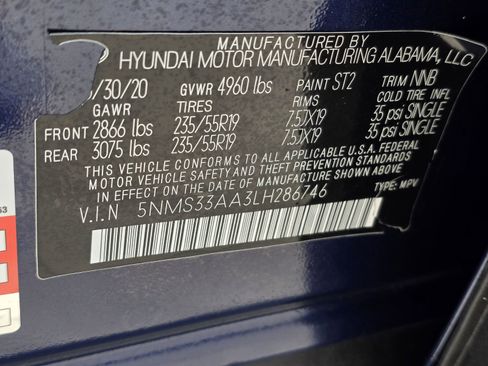 MANUFACTURED BY
HYUNDAI MOTOR MANUFACTURING ALABAMA, LLC
/30/20 GVWR 4960 lbs PAINT ST2 TRIM NNB
GAWR TIRES RIMS COLD TIRE INFL
FRONT 2866 lbs 235/55R19 7.5JX19 35 psi SINGLE
REAR 3075 lbs 235/55R19 7.5JX19 35 psi SINGLE
THIS VEHICLE CONFORMS TO ALL APPLICABLE U.S.A. FEDERAL
MOTOR VEHICLE SAFETY STANDARDS IN
EFFECT ON THE DATE OF MANUFACTURE SHOWN ABOVE
V.I.N 5NMS33AA3LH286746 TYPE: MPV